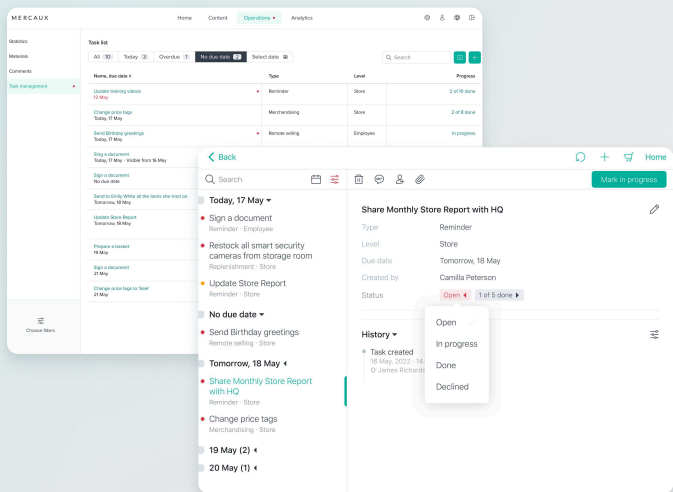 MERCAUX
Home Content Operations Analytics
Statistics
Materials
Comments
Task management
Task list
All 10 Today 3 Overdue 1 No due date 2 Select date
Search
Name, due date Type Level Progress
Update training videos Reminder Store 2 of 10 done
12 May
Change price tags Merchandising Store 2 of 8 done
Today, 17 May
Send Birthday greetings Remote selling Employee In progress
Today, 17 May
Sing a document
Today, 17 May - Visible from 16 May
Sign a document
No due date
Send to Emily White all the items she tried on
Tomorrow, 18 May
Update Store Report
Tomorrow, 18 May
Prepare a basket
19 May
Sign a document
21 May
Change price tags to 'Sale'
21 May
Choose filters
Back
Home
Search
Mark in progress
Today, 17 May
Sign a document
Reminder · Employee
Restock all smart security
cameras from storage room
Replenishment · Store
Update Store Report
Reminder · Store
No due date
Send Birthday greetings
Remote selling · Store
Tomorrow, 18 May
Share Monthly Store Report
with HQ
Reminder · Store
Change price tags
Merchandising · Store
19 May (2)
20 May (1)
Share Monthly Store Report with HQ
Type Reminder
Level Store
Due date Tomorrow, 18 May
Created by Camilla Peterson
Status Open 1 of 5 done
Open
In progress
Done
Declined
History
Task created
16 May, 2022 · 14:
James Richards